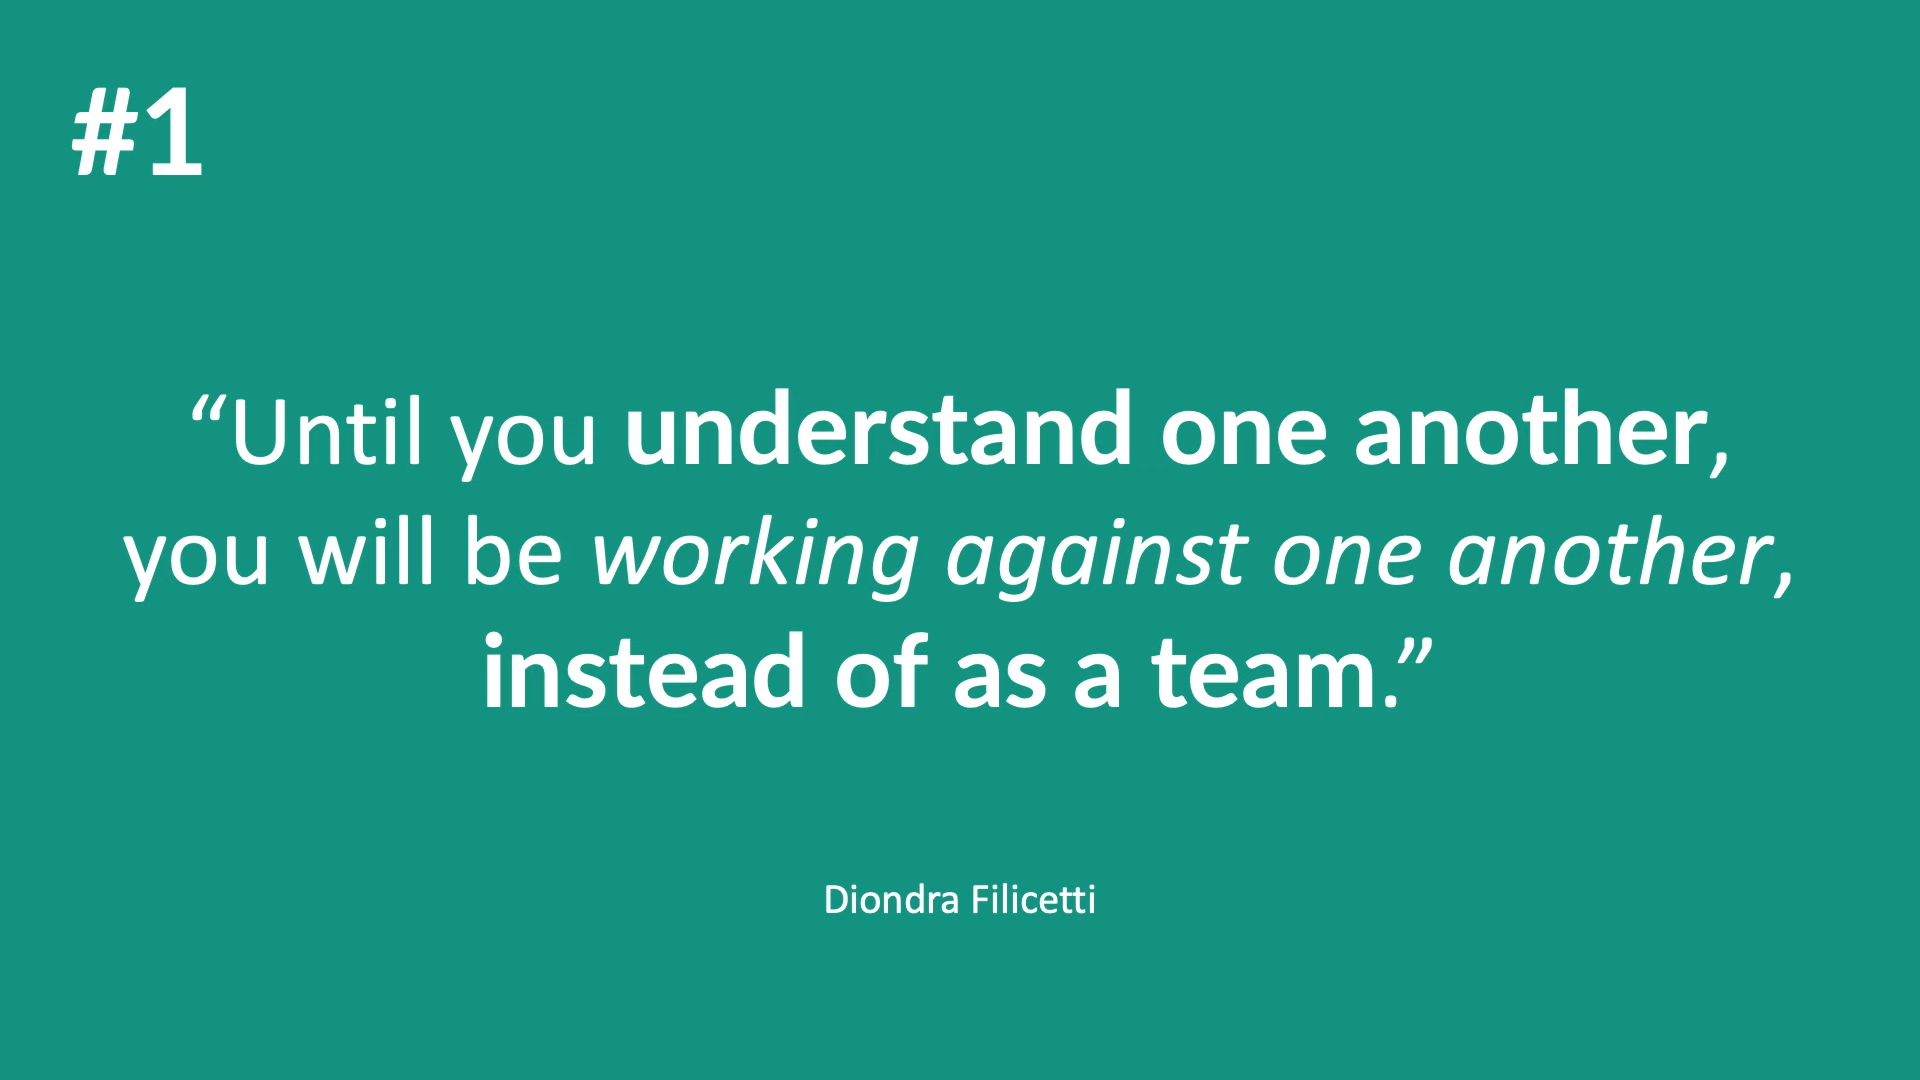 #1
“Until you understand one another,
you will be working against one another,
instead of as a team.”
Diondra Filicetti